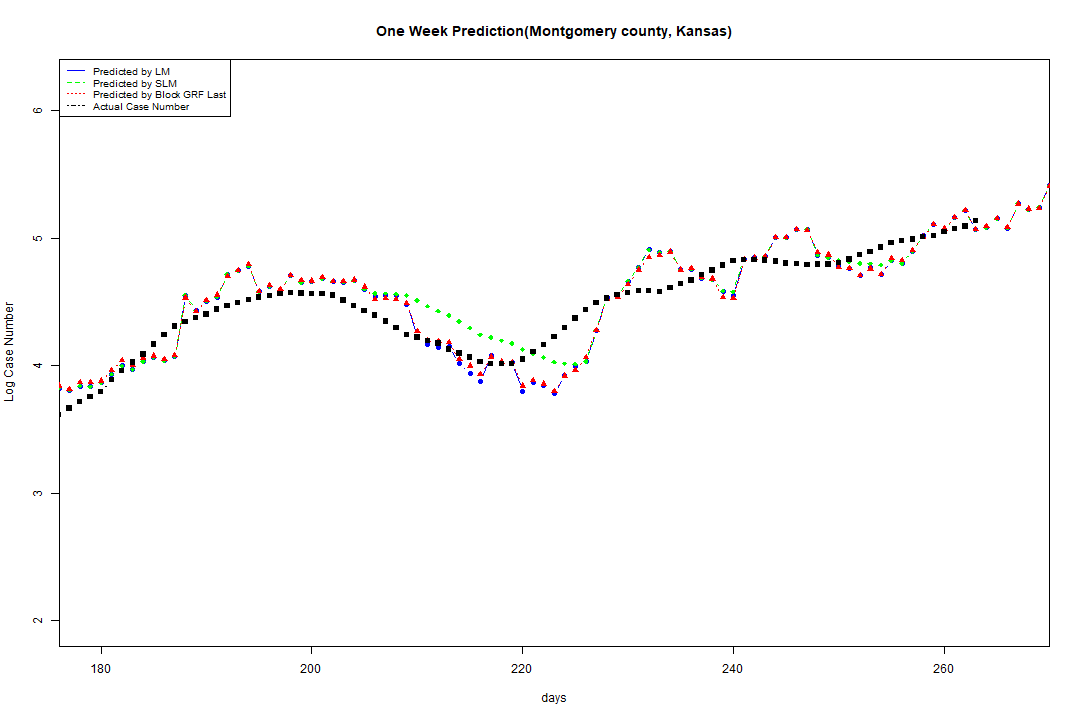 One Week Prediction(Montgomery county, Kansas)
Predicted by LM
Predicted by SLM
Predicted by Block GRF Last
Actual Case Number
Log Case Number
6
5
4
3
2
180 200 220 240 260
days